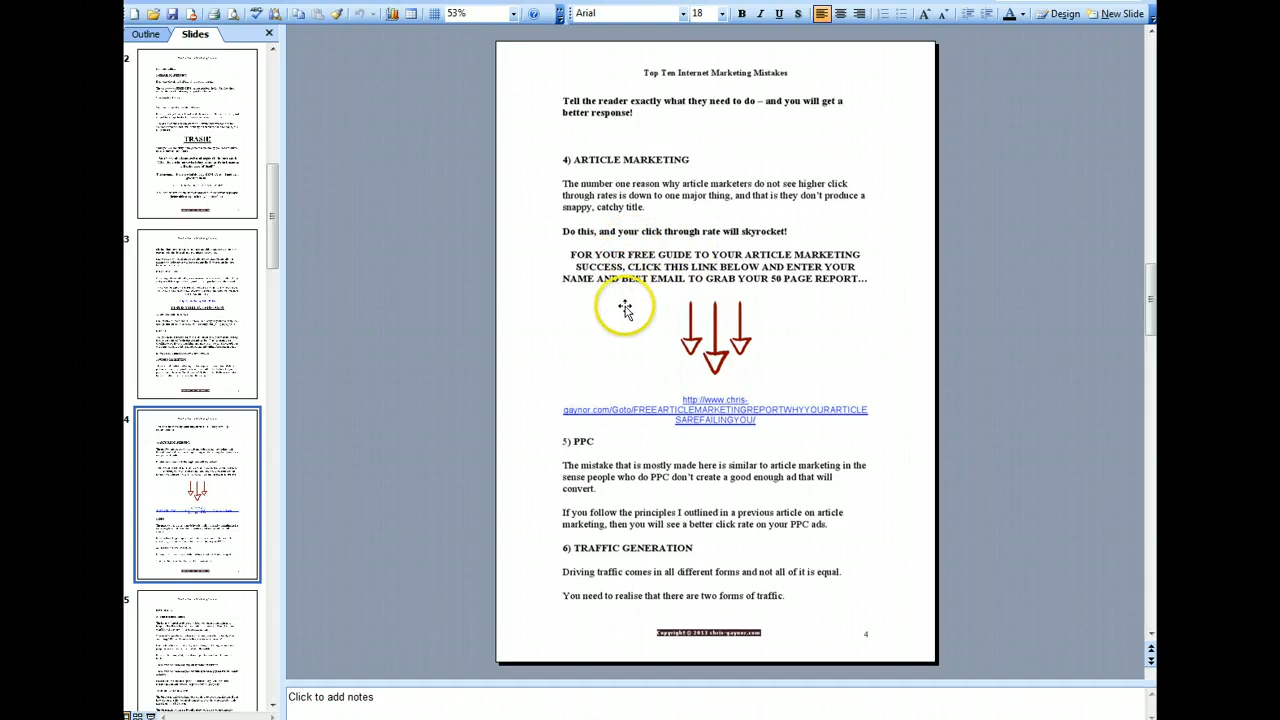 53%
Arial
18
B I U S
A A
A
Design
New Slide
Outline
Slides
2
TRASH!
3
4
5
Top Ten Internet Marketing Mistakes
Tell the reader exactly what they need to do – and you will get a
better response!
4) ARTICLE MARKETING
The number one reason why article marketers do not see higher click
through rates is down to one major thing, and that is they don't produce a
snappy, catchy title.
Do this, and your click through rate will skyrocket!
FOR YOUR FREE GUIDE TO YOUR ARTICLE MARKETING
SUCCESS, CLICK THIS LINK BELOW AND ENTER YOUR
NAME AND BEST EMAIL TO GRAB YOUR 50 PAGE REPORT…
http://www.chris-
gaynor.com/Goto/FREEARTICLEMARKETINGREPORTWHYYOURARTICLE
SAREFAILINGYOU/
5) PPC
The mistake that is mostly made here is similar to article marketing in the
sense people who do PPC don't create a good enough ad that will
convert.
If you follow the principles I outlined in a previous article on article
marketing, then you will see a better click rate on your PPC ads.
6) TRAFFIC GENERATION
Driving traffic comes in all different forms and not all of it is equal.
You need to realise that there are two forms of traffic.
Copyright © 2013 chris-gaynor.com
4
Click to add notes